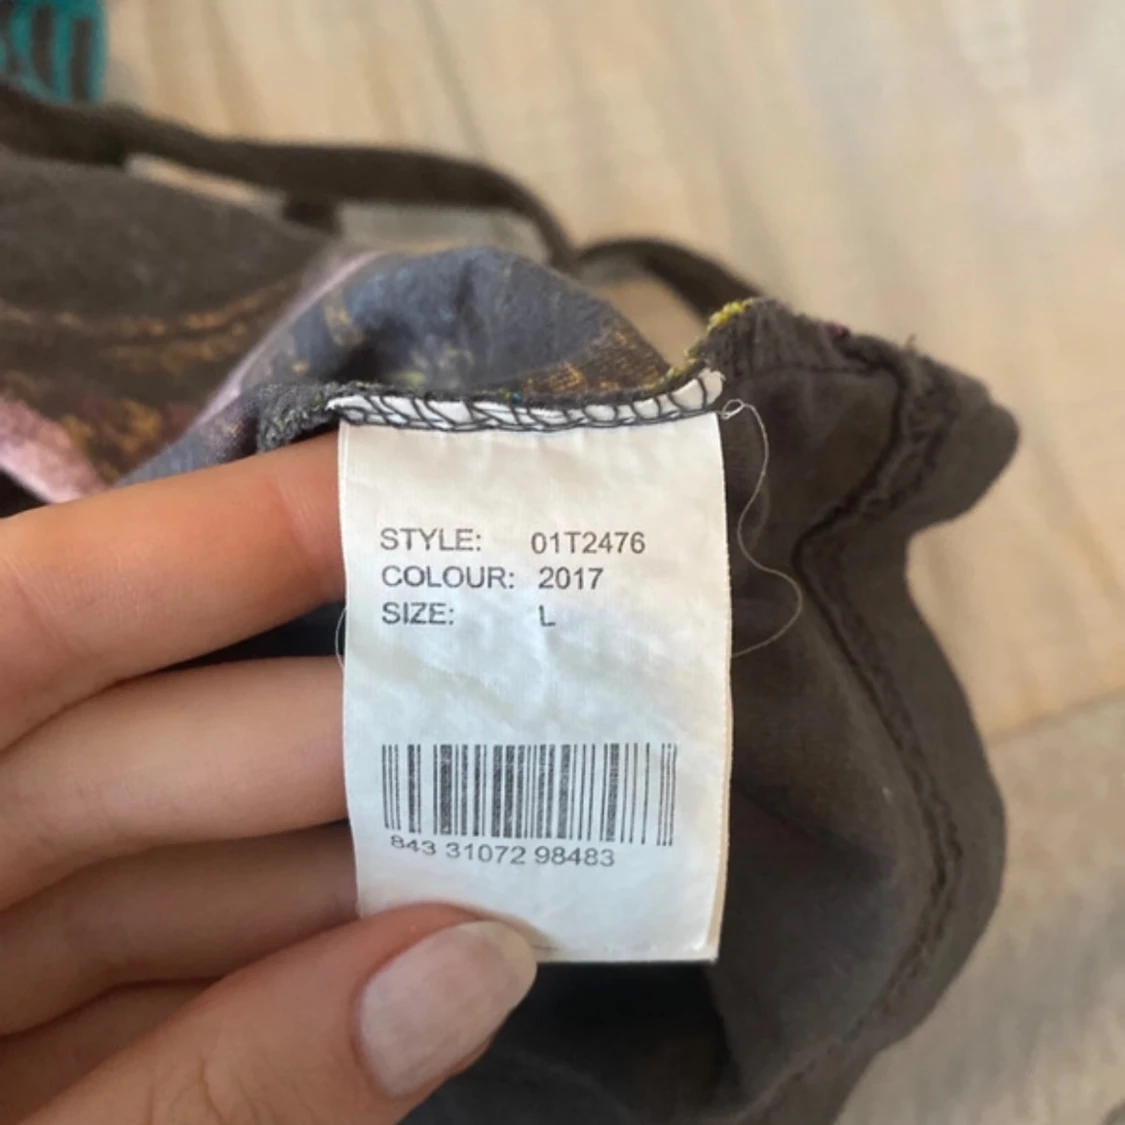 STYLE: 01T2476
COLOUR: 2017
SIZE: L
843 31072 98483